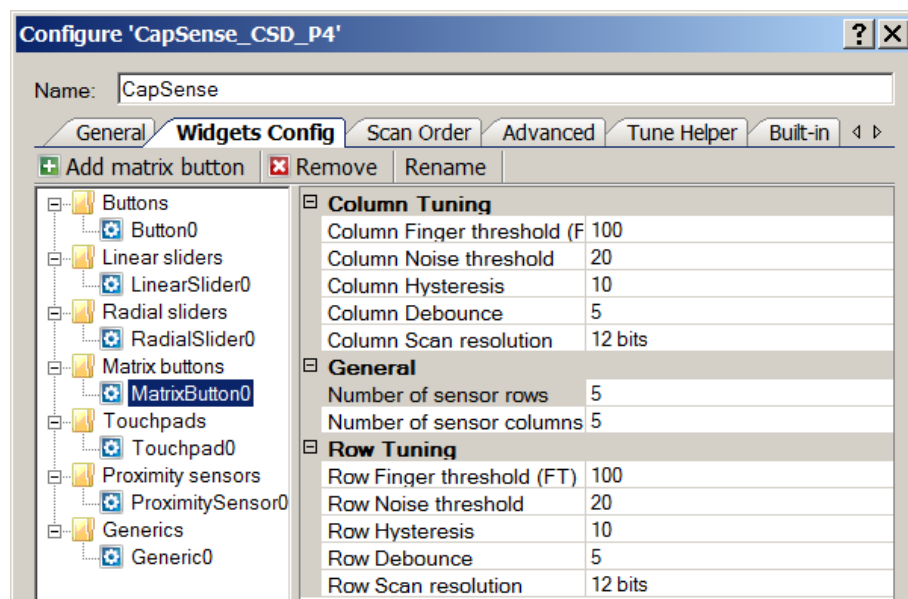 Configure 'CapSense_CSD_P4'
?
Name: CapSense
General Widgets Config Scan Order Advanced Tune Helper Built-in
Add matrix button Remove Rename
Buttons
Button0
Linear sliders
LinearSlider0
Radial sliders
RadialSlider0
Matrix buttons
MatrixButton0
Touchpads
Touchpad0
Proximity sensors
ProximitySensor0
Generics
Generic0
Column Tuning
Column Finger threshold (F 100
Column Noise threshold 20
Column Hysteresis 10
Column Debounce 5
Column Scan resolution 12 bits
General
Number of sensor rows 5
Number of sensor columns 5
Row Tuning
Row Finger threshold (FT) 100
Row Noise threshold 20
Row Hysteresis 10
Row Debounce 5
Row Scan resolution 12 bits